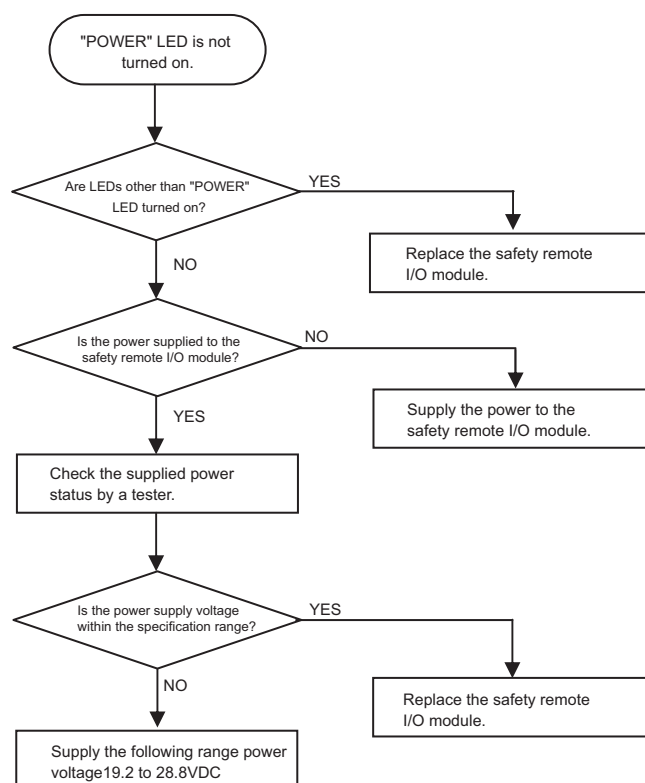 "POWER" LED is not
turned on.
Are LEDs other than "POWER"
LED turned on?
YES
Replace the safety remote
I/O module.
NO
Is the power supplied to the
safety remote I/O module?
NO
Supply the power to the
safety remote I/O module.
YES
Check the supplied power
status by a tester.
Is the power supply voltage
within the specification range?
YES
Replace the safety remote
I/O module.
NO
Supply the following range power
voltage19.2 to 28.8VDC